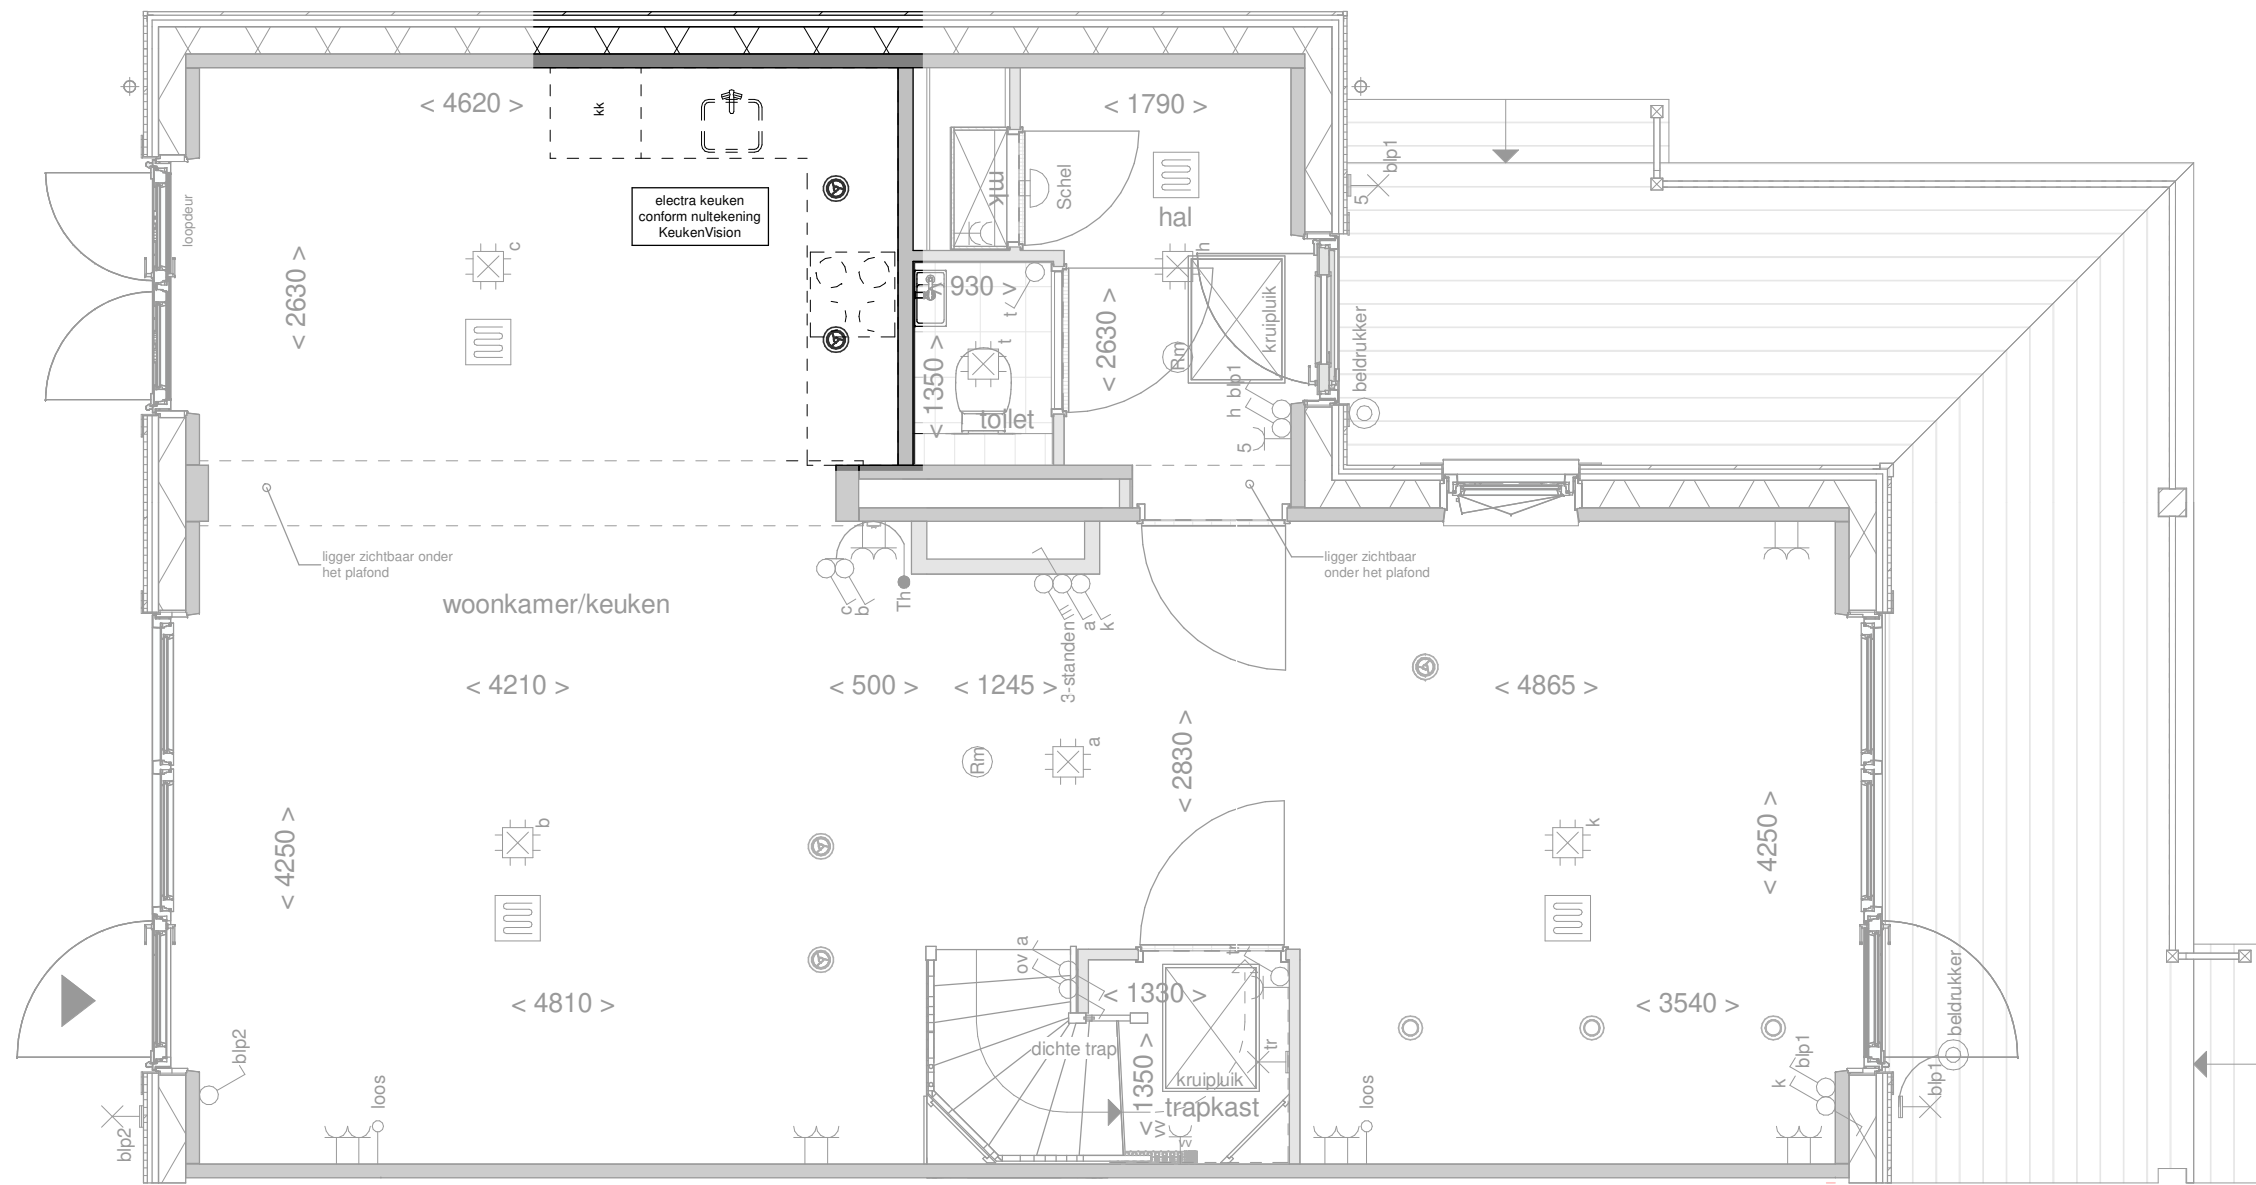 < 4620 >
kk
< 1790 >
loopdeur
electra keuken
conform nultekening
KeukenVision
c
< 2630 >
mk
Schel
hal
h
blp1
5
< 930 >
t
v
t
< 1350 >
toilet
< 2630 >
Rm
kruipluik
h
blp1
5
beldrukker
ligger zichtbaar onder
het plafond
ligger zichtbaar
onder het plafond
woonkamer/keuken
c
b
Th
3-standen
a
k
< 4210 >
< 500 >
< 1245 >
< 4865 >
Rm
a
< 2830 >
b
< 4250 >
k
< 4250 >
ov
a
tr
< 4810 >
< 1330 >
< 3540 >
dichte trap
< 1350 >
kruipluik
tr
trapkast
vv
blp2
blp2
loos
loos
k
blp1
beldrukker
blp1